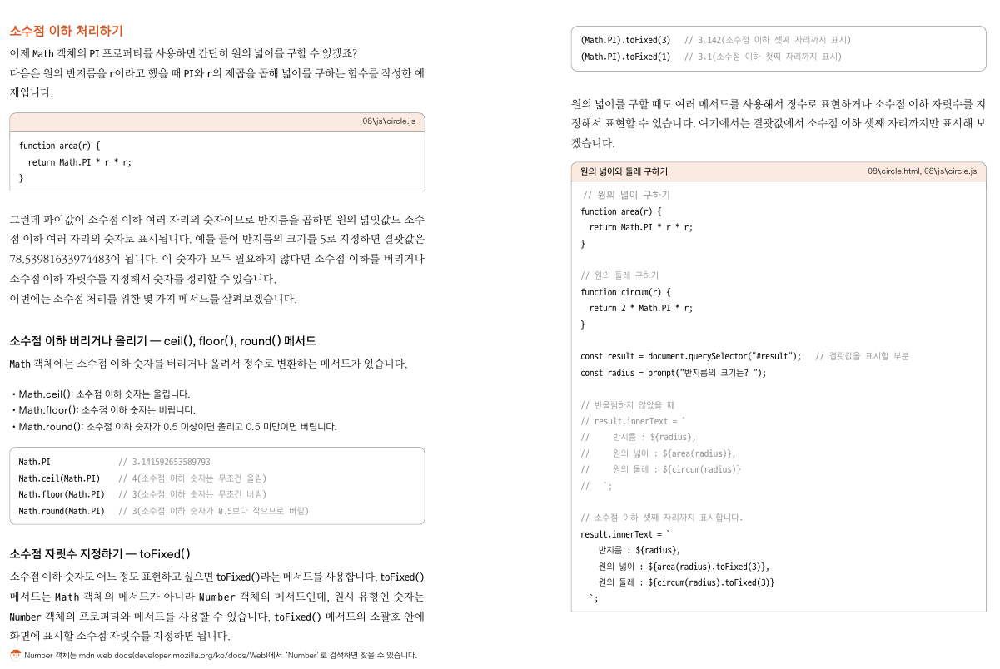 소수점 이하 처리하기
이제 Math 객체의 PI 프로퍼티를 사용하면 간단히 원의 넓이를 구할 수 있겠죠?
다음은 원의 반지름을 r이라고 했을 때 PI와 r의 제곱을 곱해 넓이를 구하는 함수를 작성한 예
제입니다.
08\js\circle.js
function area(r) {
  return Math.PI * r * r;
}
그런데 파이값이 소수점 이하 여러 자리의 숫자이므로 반지름을 곱하면 원의 넓잇값도 소수
점 이하 여러 자리의 숫자로 표시됩니다. 예를 들어 반지름의 크기를 5로 지정하면 결괏값은
78.53981633974483이 됩니다. 이 숫자가 모두 필요하지 않다면 소수점 이하를 버리거나
소수점 이하 자릿수를 지정해서 숫자를 정리할 수 있습니다.
이번에는 소수점 처리를 위한 몇 가지 메서드를 살펴보겠습니다.
소수점 이하 버리거나 올리기 — ceil(), floor(), round() 메서드
Math 객체에는 소수점 이하 숫자를 버리거나 올려서 정수로 변환하는 메서드가 있습니다.
• Math.ceil(): 소수점 이하 숫자는 올립니다.
• Math.floor(): 소수점 이하 숫자는 버립니다.
• Math.round(): 소수점 이하 숫자가 0.5 이상이면 올리고 0.5 미만이면 버립니다.
Math.PI // 3.141592653589793
Math.ceil(Math.PI) // 4(소수점 이하 숫자는 무조건 올림)
Math.floor(Math.PI) // 3(소수점 이하 숫자는 무조건 버림)
Math.round(Math.PI) // 3(소수점 이하 숫자가 0.5보다 작으므로 버림)
소수점 자릿수 지정하기 — toFixed()
소수점 이하 숫자도 어느 정도 표현하고 싶으면 toFixed()라는 메서드를 사용합니다. toFixed()
메서드는 Math 객체의 메서드가 아니라 Number 객체의 메서드인데, 원시 유형인 숫자는
Number 객체의 프로퍼티와 메서드를 사용할 수 있습니다. toFixed() 메서드의 소괄호 안에
화면에 표시할 소수점 자릿수를 지정하면 됩니다.
Number 객체는 mdn web docs(developer.mozilla.org/ko/docs/Web)에서 ‘Number’로 검색하면 찾을 수 있습니다.
(Math.PI).toFixed(3) // 3.142(소수점 이하 셋째 자리까지 표시)
(Math.PI).toFixed(1) // 3.1(소수점 이하 첫째 자리까지 표시)
원의 넓이를 구할 때도 여러 메서드를 사용해서 정수로 표현하거나 소수점 이하 자릿수를 지
정해서 표현할 수 있습니다. 여기에서는 결괏값에서 소수점 이하 셋째 자리까지만 표시해 보
겠습니다.
원의 넓이와 둘레 구하기 08\circle.html, 08\js\circle.js
// 원의 넓이 구하기
function area(r) {
  return Math.PI * r * r;
}
// 원의 둘레 구하기
function circum(r) {
  return 2 * Math.PI * r;
}
const result = document.querySelector("#result"); // 결괏값을 표시할 부분
const radius = prompt("반지름의 크기는? ");
// 반올림하지 않았을 때
// result.innerText = `
//     반지름 : ${radius},
//     원의 넓이 : ${area(radius)},
//     원의 둘레 : ${circum(radius)}
//   `;
// 소수점 이하 셋째 자리까지 표시합니다.
result.innerText = `
    반지름 : ${radius},
    원의 넓이 : ${area(radius).toFixed(3)},
    원의 둘레 : ${circum(radius).toFixed(3)}
  `;